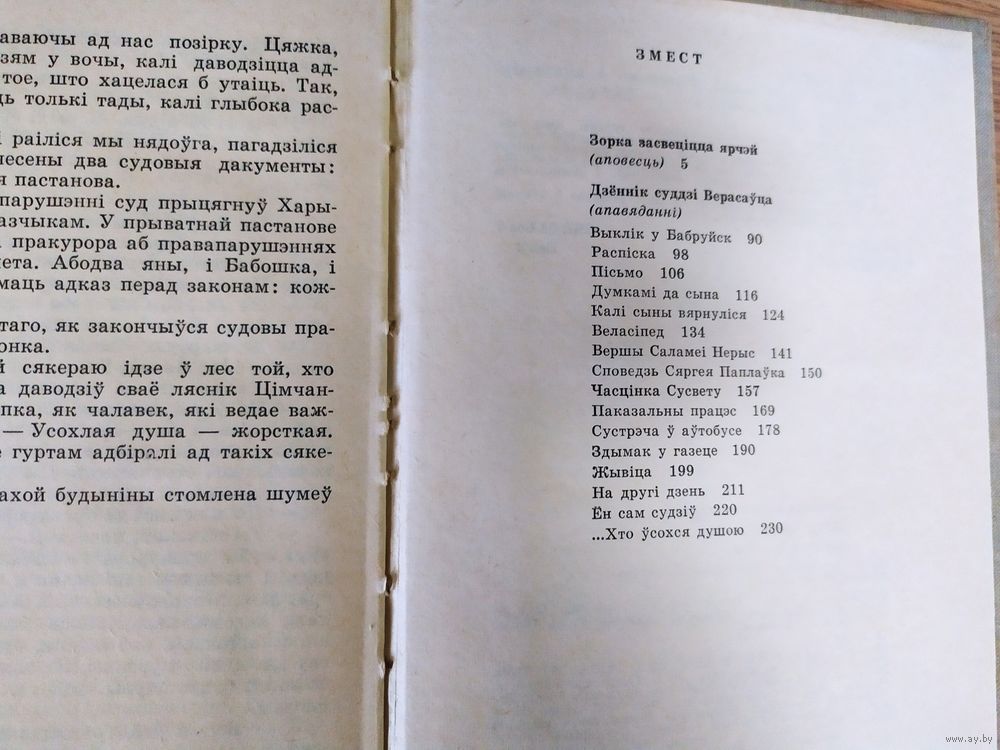 аваючы ад нас позірку. Цяжка,
зям у вочы, калі даводзіцца ад-
тое, што хацелася б утаіць. Так,
ць толькі тады, калі глыбока рас-
і раіліся мы нядоўга, пагадзіліся
несены два судовыя дакументы:
я пастанова.
парушэнні суд прыцягнуў Хары-
азчыкам. У прыватнай пастанове
пракурора аб правапарушэннях
ета. Абодва яны, і Бабошка, і
маць адказ перад законам: кож-
таго, як закончыўся судовы пра-
онка.
й сякераю ідзе ў лес той, хто
а даводзіў сваё ляснік Цімчан-
пка, як чалавек, які ведае важ-
— Усохлая душа — жорсткая.
е гуртам адбіралі ад такіх сяке-
ахой будыніны стомлена шумеў
ЗМЕСТ
Зорка засвеціцца ярчэй
(аповесць) 5
Дзённік суддзі Верасаўца
(апавяданні)
Выклік у Бабруйск 90
Распіска 98
Пісьмо 106
Думкамі да сына 116
Калі сыны вярнуліся 124
Веласіпед 134
Вершы Саламеі Нерыс 141
Споведзь Сяргея Паплаўка 150
Часцінка Сусвету 157
Паказальны працэс 169
Сустрэча ў аўтобусе 178
Здымак у газеце 190
Жывіца 199
На другі дзень 211
Ён сам судзіў 220
...Хто ўсохся душою 230
www.ay.by